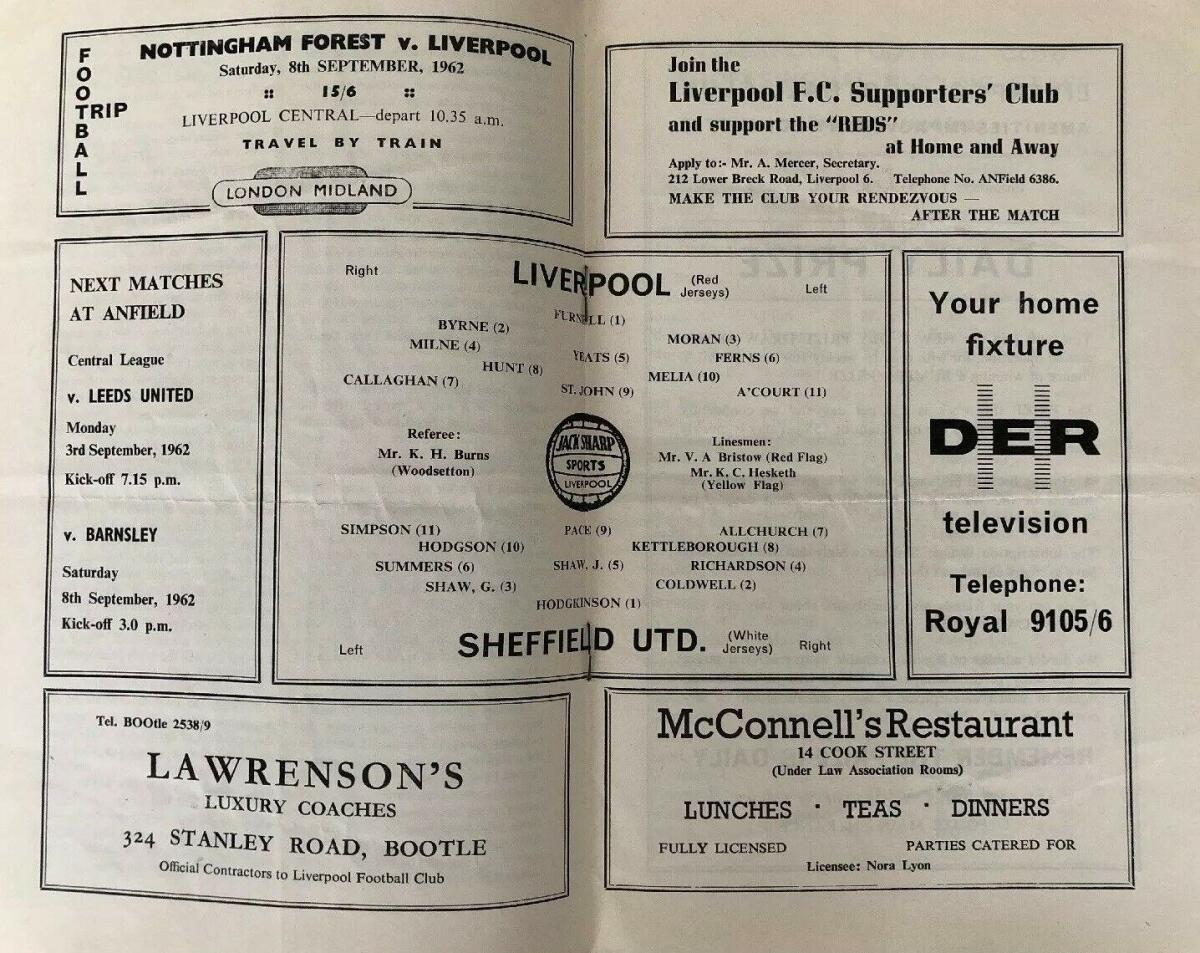 FOOTBALL
TRIP
NOTTINGHAM FOREST v. LIVERPOOL
Saturday, 8th SEPTEMBER, 1962
:: 15/6 ::
LIVERPOOL CENTRAL—depart 10.35 a.m.
TRAVEL BY TRAIN
LONDON MIDLAND
Join the
Liverpool F.C. Supporters' Club
and support the "REDS"
at Home and Away
Apply to:- Mr. A. Mercer, Secretary.
212 Lower Breck Road, Liverpool 6. Telephone No. ANField 6386.
MAKE THE CLUB YOUR RENDEZVOUS —
AFTER THE MATCH
NEXT MATCHES
AT ANFIELD
Central League
v. LEEDS UNITED
Monday
3rd September, 1962
Kick-off 7.15 p.m.
v. BARNSLEY
Saturday
8th September, 1962
Kick-off 3.0 p.m.
Right LIVERPOOL (Red Jerseys) Left
FURNELL (1)
BYRNE (2) MORAN (3)
MILNE (4) YEATS (5) FERNS (6)
HUNT (8) MELIA (10)
CALLAGHAN (7) ST. JOHN (9) A'COURT (11)
Referee:
Mr. K. H. Burns
(Woodsetton)
JACK SHARP
SPORTS
LIVERPOOL
Linesmen:
Mr. V. A Bristow (Red Flag)
Mr. K. C. Hesketh
(Yellow Flag)
SIMPSON (11) PACE (9) ALLCHURCH (7)
HODGSON (10) KETTLEBOROUGH (8)
SUMMERS (6) SHAW, J. (5) RICHARDSON (4)
SHAW, G. (3) COLDWELL (2)
HODGKINSON (1)
Left SHEFFIELD UTD. (White Jerseys) Right
Your home
fixture
DER
television
Telephone:
Royal 9105/6
Tel. BOOtle 2538/9
LAWRENSON'S
LUXURY COACHES
324 STANLEY ROAD, BOOTLE
Official Contractors to Liverpool Football Club
McConnell's Restaurant
14 COOK STREET
(Under Law Association Rooms)
LUNCHES · TEAS · DINNERS
FULLY LICENSED PARTIES CATERED FOR
Licensee: Nora Lyon